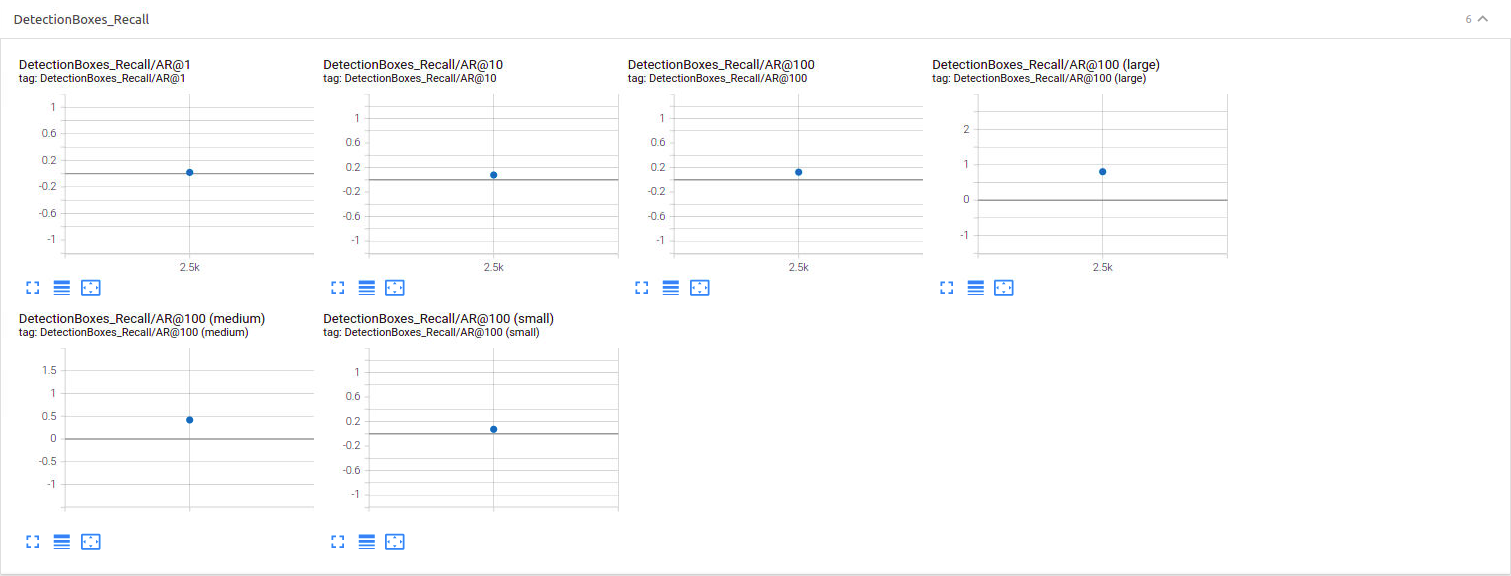 DetectionBoxes_Recall
6
DetectionBoxes_Recall/AR@1
tag: DetectionBoxes_Recall/AR@1
1
0.6
0.2
-0.2
-0.6
-1
2.5k
DetectionBoxes_Recall/AR@10
tag: DetectionBoxes_Recall/AR@10
1
0.6
0.2
-0.2
-0.6
-1
2.5k
DetectionBoxes_Recall/AR@100
tag: DetectionBoxes_Recall/AR@100
1
0.6
0.2
-0.2
-0.6
-1
2.5k
DetectionBoxes_Recall/AR@100 (large)
tag: DetectionBoxes_Recall/AR@100 (large)
2
1
0
-1
2.5k
DetectionBoxes_Recall/AR@100 (medium)
tag: DetectionBoxes_Recall/AR@100 (medium)
1.5
1
0.5
0
-0.5
-1
DetectionBoxes_Recall/AR@100 (small)
tag: DetectionBoxes_Recall/AR@100 (small)
1
0.6
0.2
-0.2
-0.6
-1